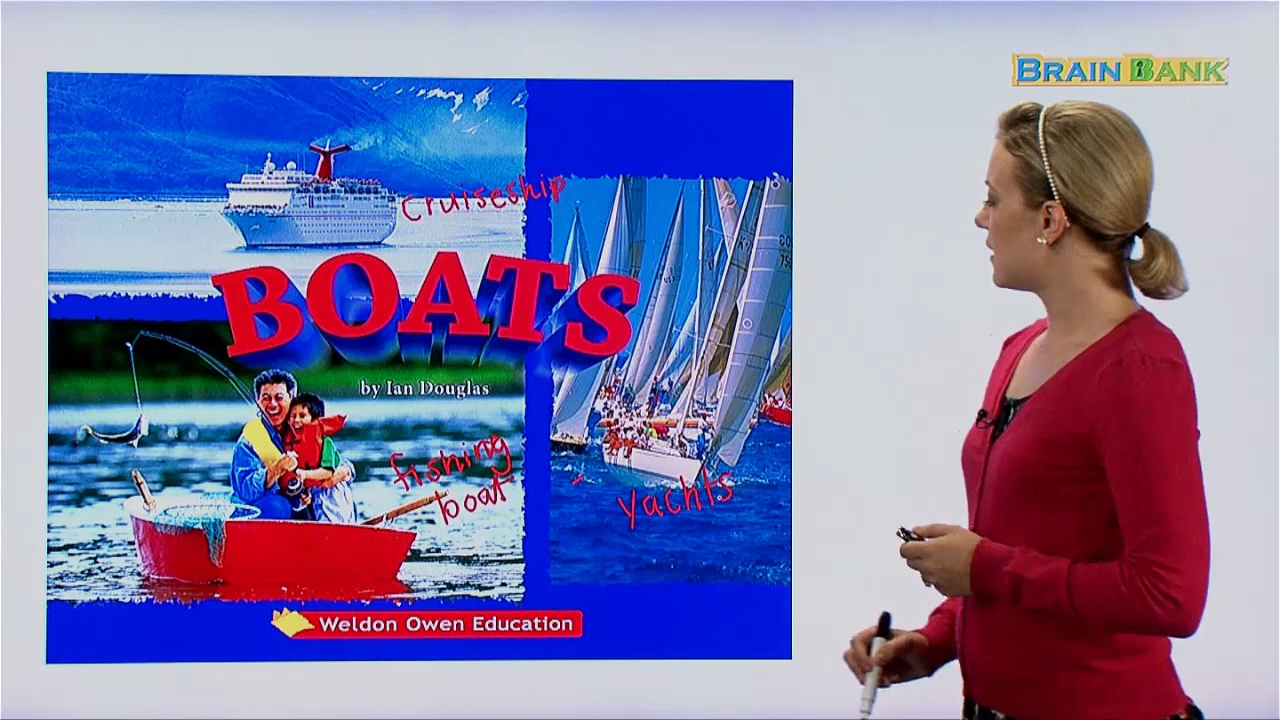 BRAIN BANK
Cruiseship
BOATS
by Ian Douglas
fishing
boat
yachts
Weldon Owen Education